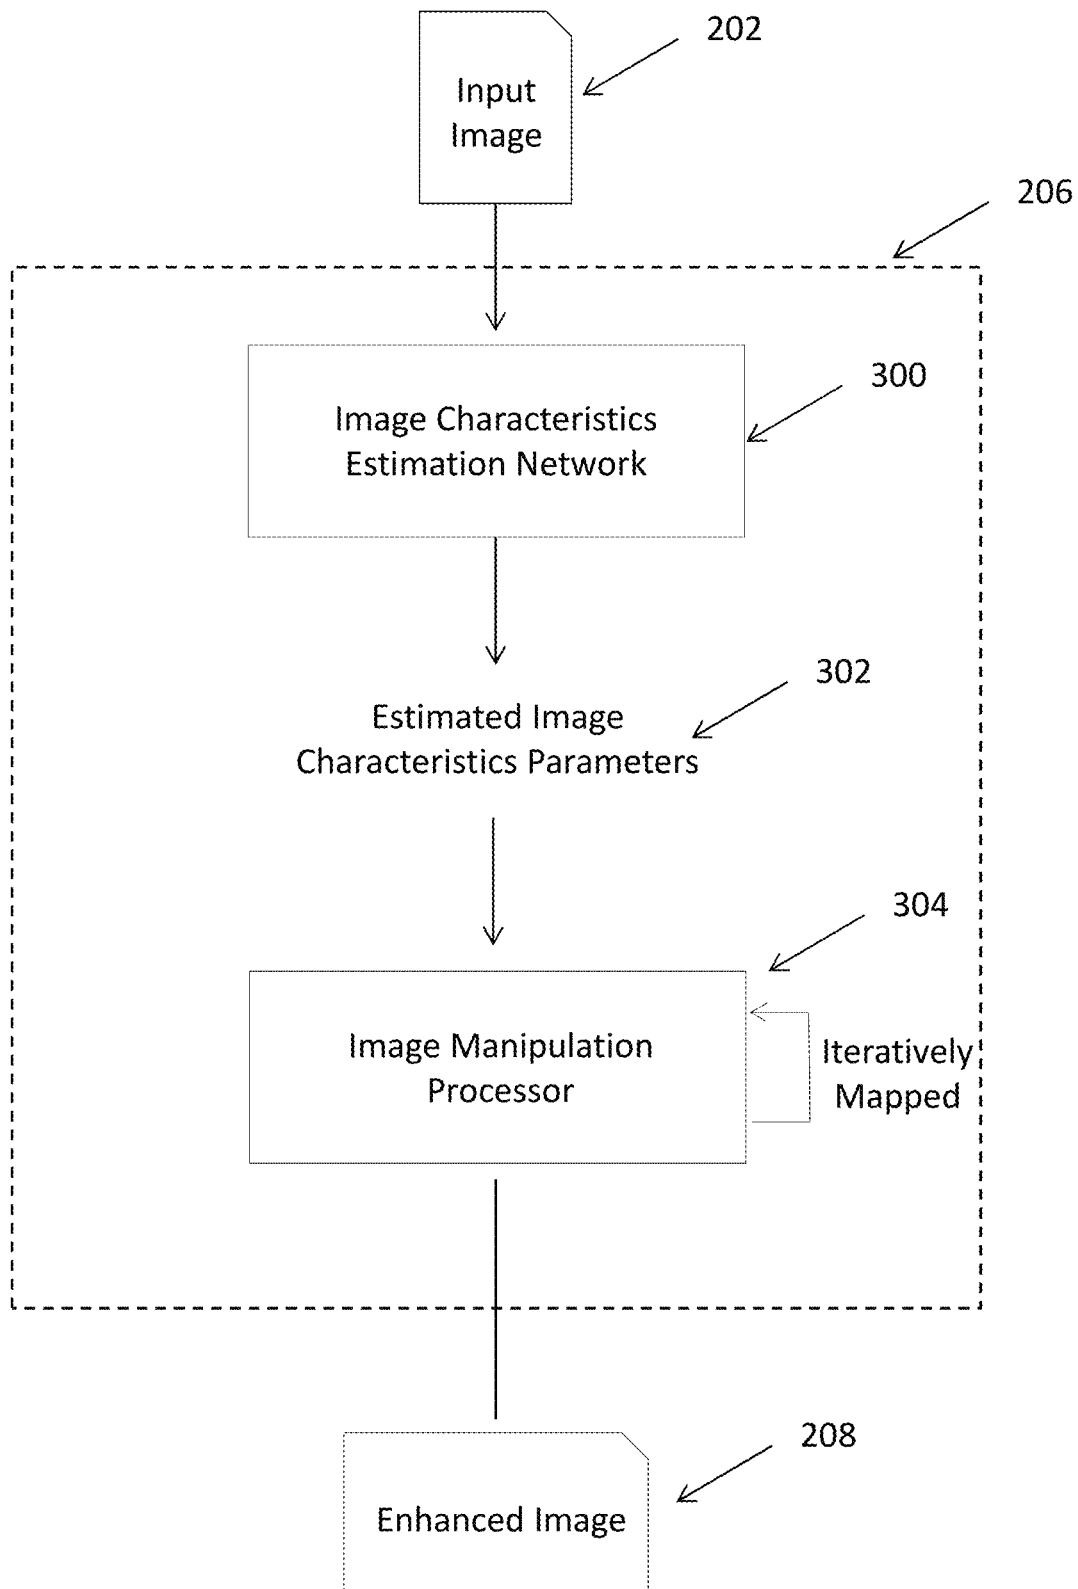 202
Input
Image
206
300
Image Characteristics
Estimation Network
302
Estimated Image
Characteristics Parameters
304
Image Manipulation
Processor
Iteratively
Mapped
208
Enhanced Image